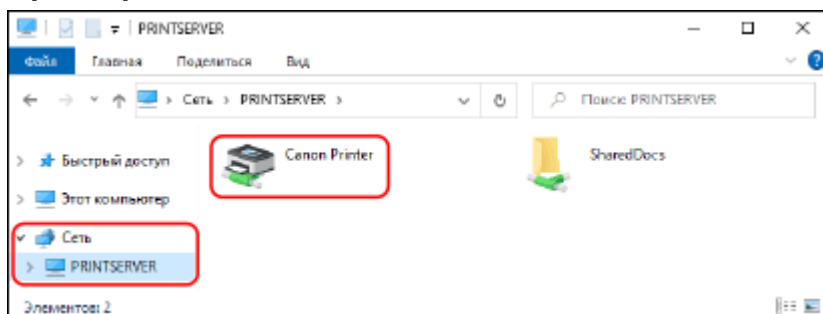 PRINTSERVER
Файл Главная Поделиться Вид
Сеть > PRINTSERVER >
Поиск: PRINTSERVER
Быстрый доступ
Canon Printer
SharedDocs
Этот компьютер
Сеть
PRINTSERVER
Элементов: 2